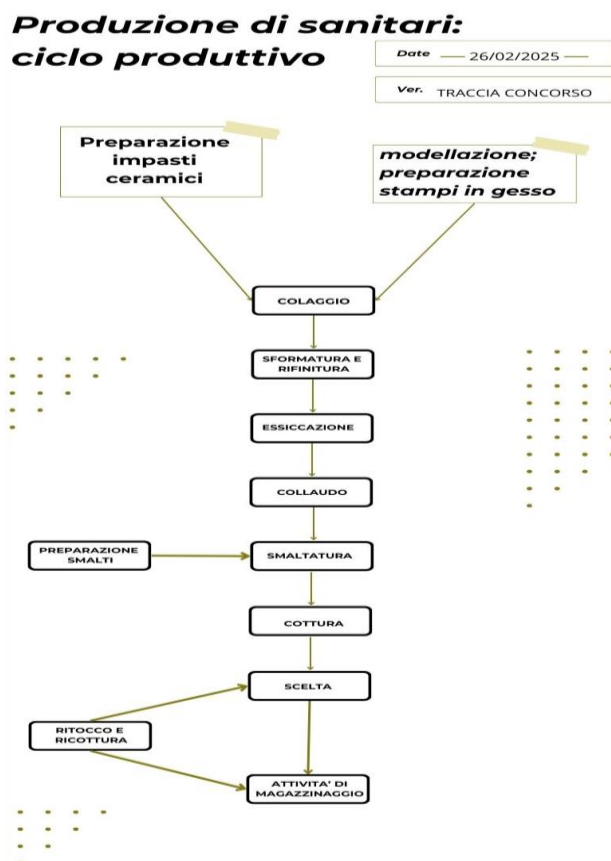 Produzione di sanitari:
ciclo produttivo
Date 26/02/2025
Ver. TRACCIA CONCORSO
Preparazione
impasti
ceramici
modellazione;
preparazione
stampi in gesso
COLAGGIO
SFORMATURA E
RIFINITURA
ESSICCAZIONE
COLLAUDO
PREPARAZIONE
SMALTI
SMALTATURA
COTTURA
SCELTA
RITOCCO E
RICOTTURA
ATTIVITA' DI
MAGAZZINAGGIO